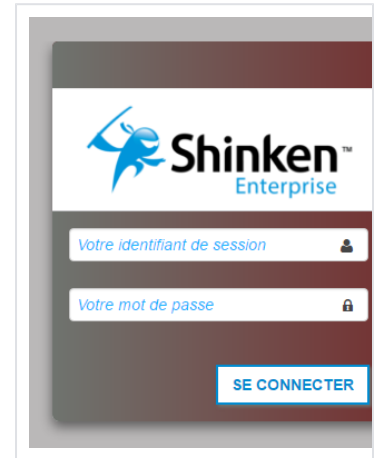 Shinken™
Enterprise
Votre identifiant de session
Votre mot de passe
SE CONNECTER